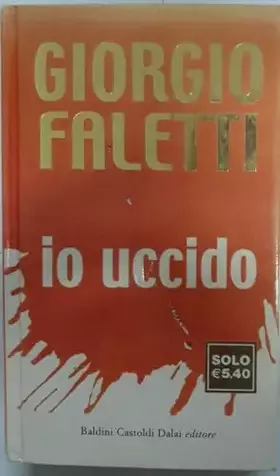 GIORGIO
FALETTI
io uccido
SOLO
€5,40
Baldini Castoldi Dalai editore